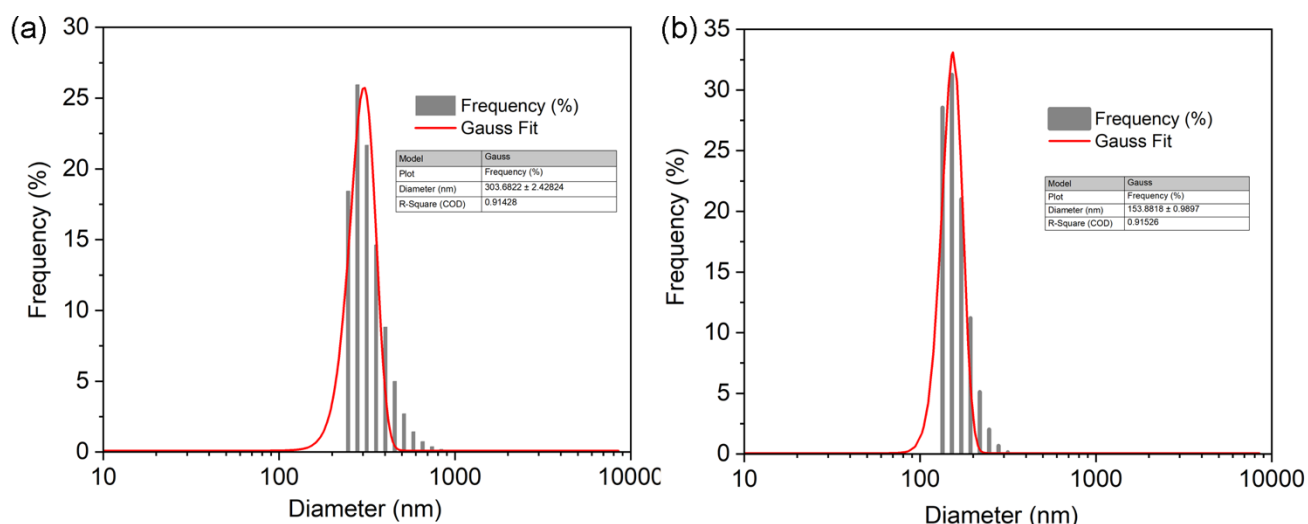 (a)
30
25
20
15
10
5
0
Frequency (%)
10 100 1000 10000
Diameter (nm)
Frequency (%)
Gauss Fit
Model Gauss
Plot Frequency (%)
Diameter (nm) 303.6822 ± 2.42824
R-Square (COD) 0.91428
(b)
35
30
25
20
15
10
5
0
Frequency (%)
10 100 1000 10000
Diameter (nm)
Frequency (%)
Gauss Fit
Model Gauss
Plot Frequency (%)
Diameter (nm) 153.8818 ± 0.9897
R-Square (COD) 0.91526